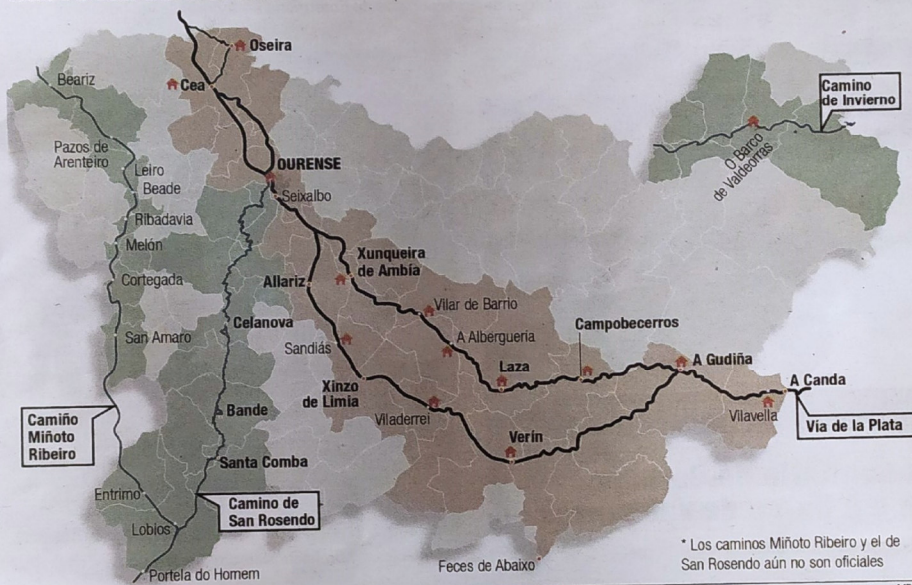 Oseira
Cea
Beariz
Pazos de
Arenteiro
Leiro
Beade
Ribadavia
Melón
Cortegada
San Amaro
Camiño
Miñoto
Ribeiro
Entrimo
Lobios
Portela do Homem
OURENSE
Seixalbo
Celanova
Bande
Santa Comba
Camino de
San Rosendo
Allariz
Sandiás
Xinzo
de Limia
Viladerrei
Verín
Xunqueira
de Ambía
Vilar de Barrio
A Alberguería
Laza
Campobecerros
A Gudiña
A Canda
Vilavella
Vía de la Plata
Feces de Abaixo
Camino
de Invierno
O Barco
de Valdeorras
* Los caminos Miñoto Ribeiro y el de
San Rosendo aún no son oficiales